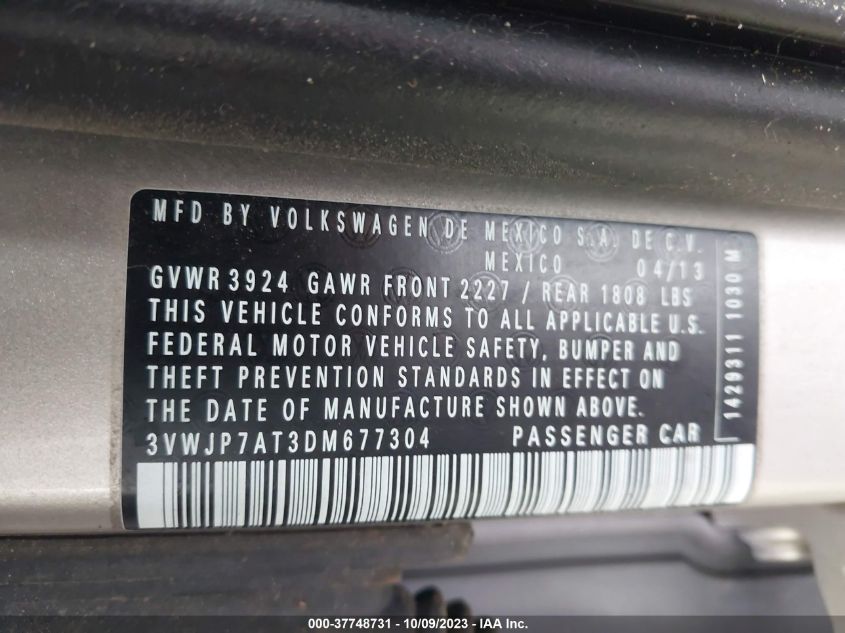 MFD BY VOLKSWAGEN DE MEXICO S.A. DE C.V.
MEXICO 04/13
GVWR 3924 GAWR FRONT 2227 / REAR 1808 LBS
THIS VEHICLE CONFORMS TO ALL APPLICABLE U.S.
FEDERAL MOTOR VEHICLE SAFETY, BUMPER AND
THEFT PREVENTION STANDARDS IN EFFECT ON
THE DATE OF MANUFACTURE SHOWN ABOVE.
3VWJP7AT3DM677304 PASSENGER CAR
1429311 1030 M
000-37748731 - 10/09/2023 - IAA Inc.